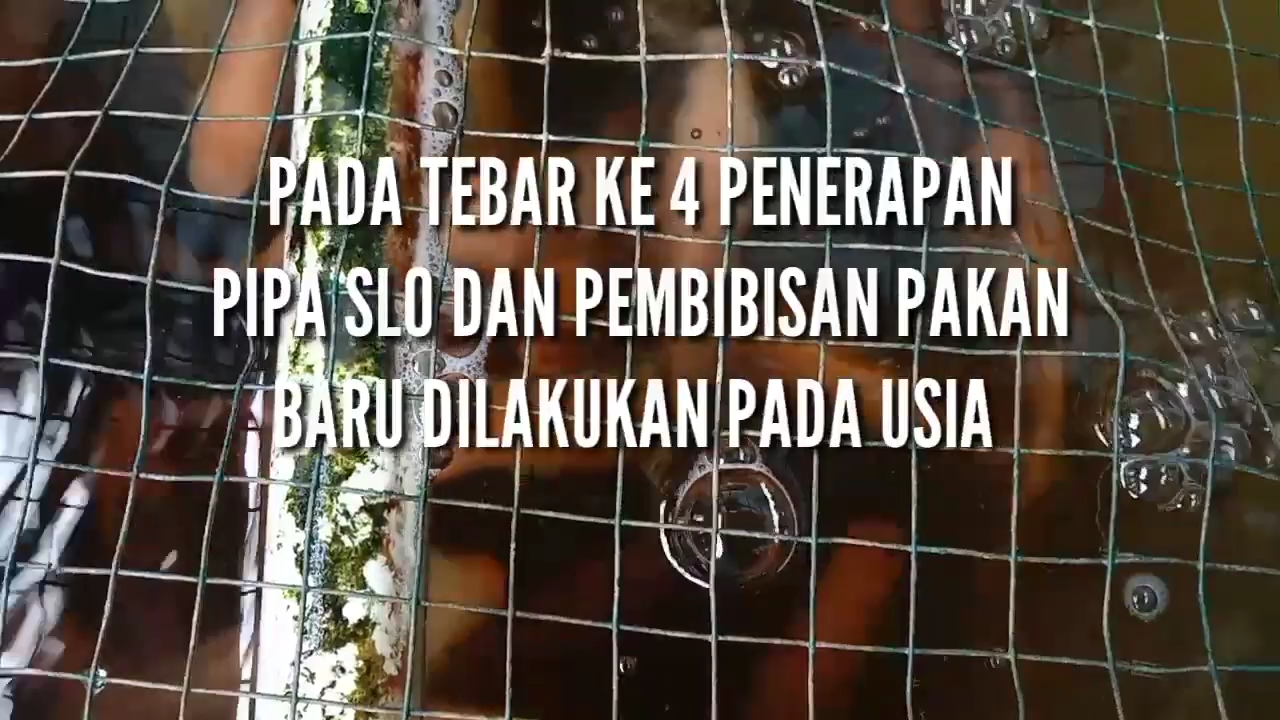 PADA TEBAR KE 4 PENERAPAN
PIPA SLO DAN PEMBIBISAN PAKAN
BARU DILAKUKAN PADA USIA